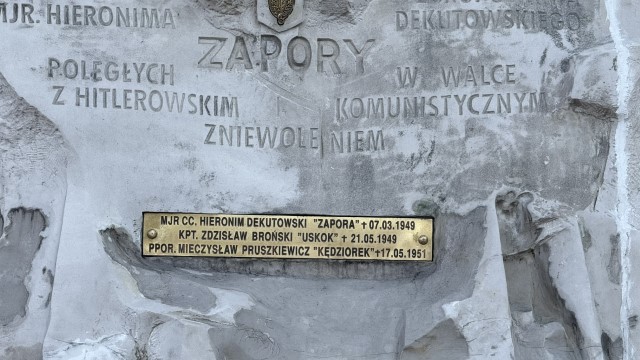 MJR. HIERONIMA DEKUTOWSKIEGO
ZAPORY
POLEGŁYCH W WALCE
Z HITLEROWSKIM I KOMUNISTYCZNYM
ZNIEWOLENIEM
MJR CC. HIERONIM DEKUTOWSKI "ZAPORA" + 07.03.1949
KPT. ZDZISŁAW BROŃSKI "USKOK" + 21.05.1949
PPOR. MIECZYSŁAW PRUSZKIEWICZ "KĘDZIOREK"+17.05.1951